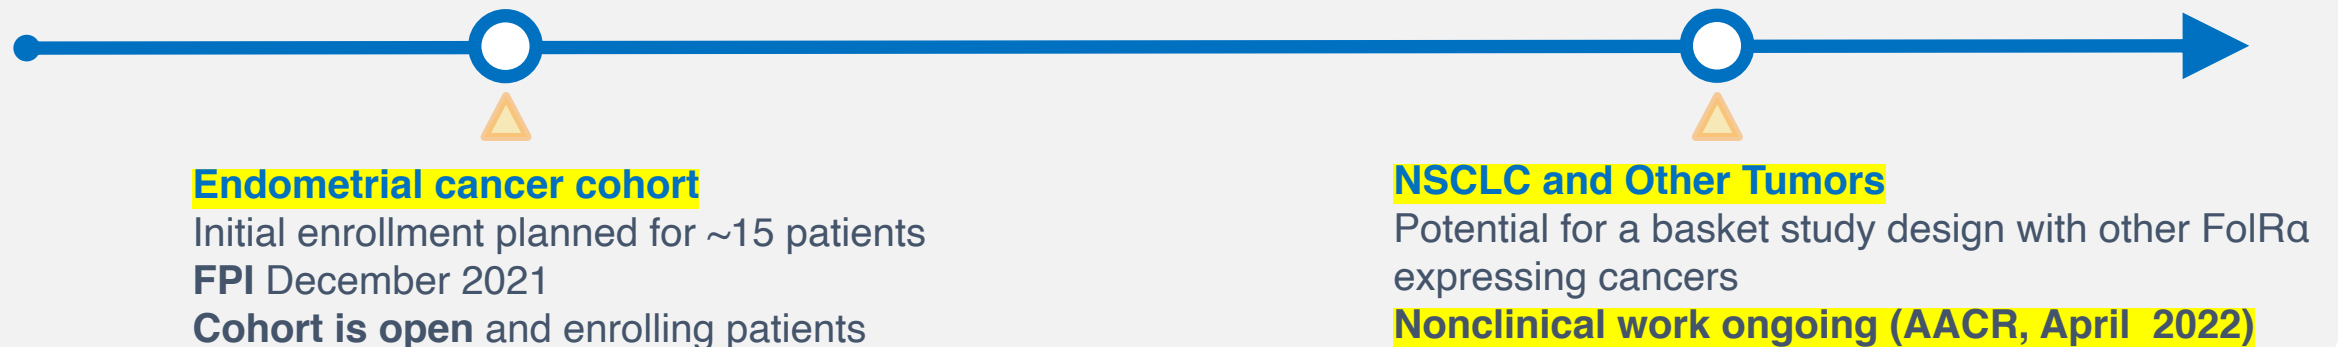 Endometrial cancer cohort
Initial enrollment planned for ~15 patients
FPI December 2021
Cohort is open and enrolling patients
NSCLC and Other Tumors
Potential for a basket study design with other FolRα
expressing cancers
Nonclinical work ongoing (AACR, April  2022)